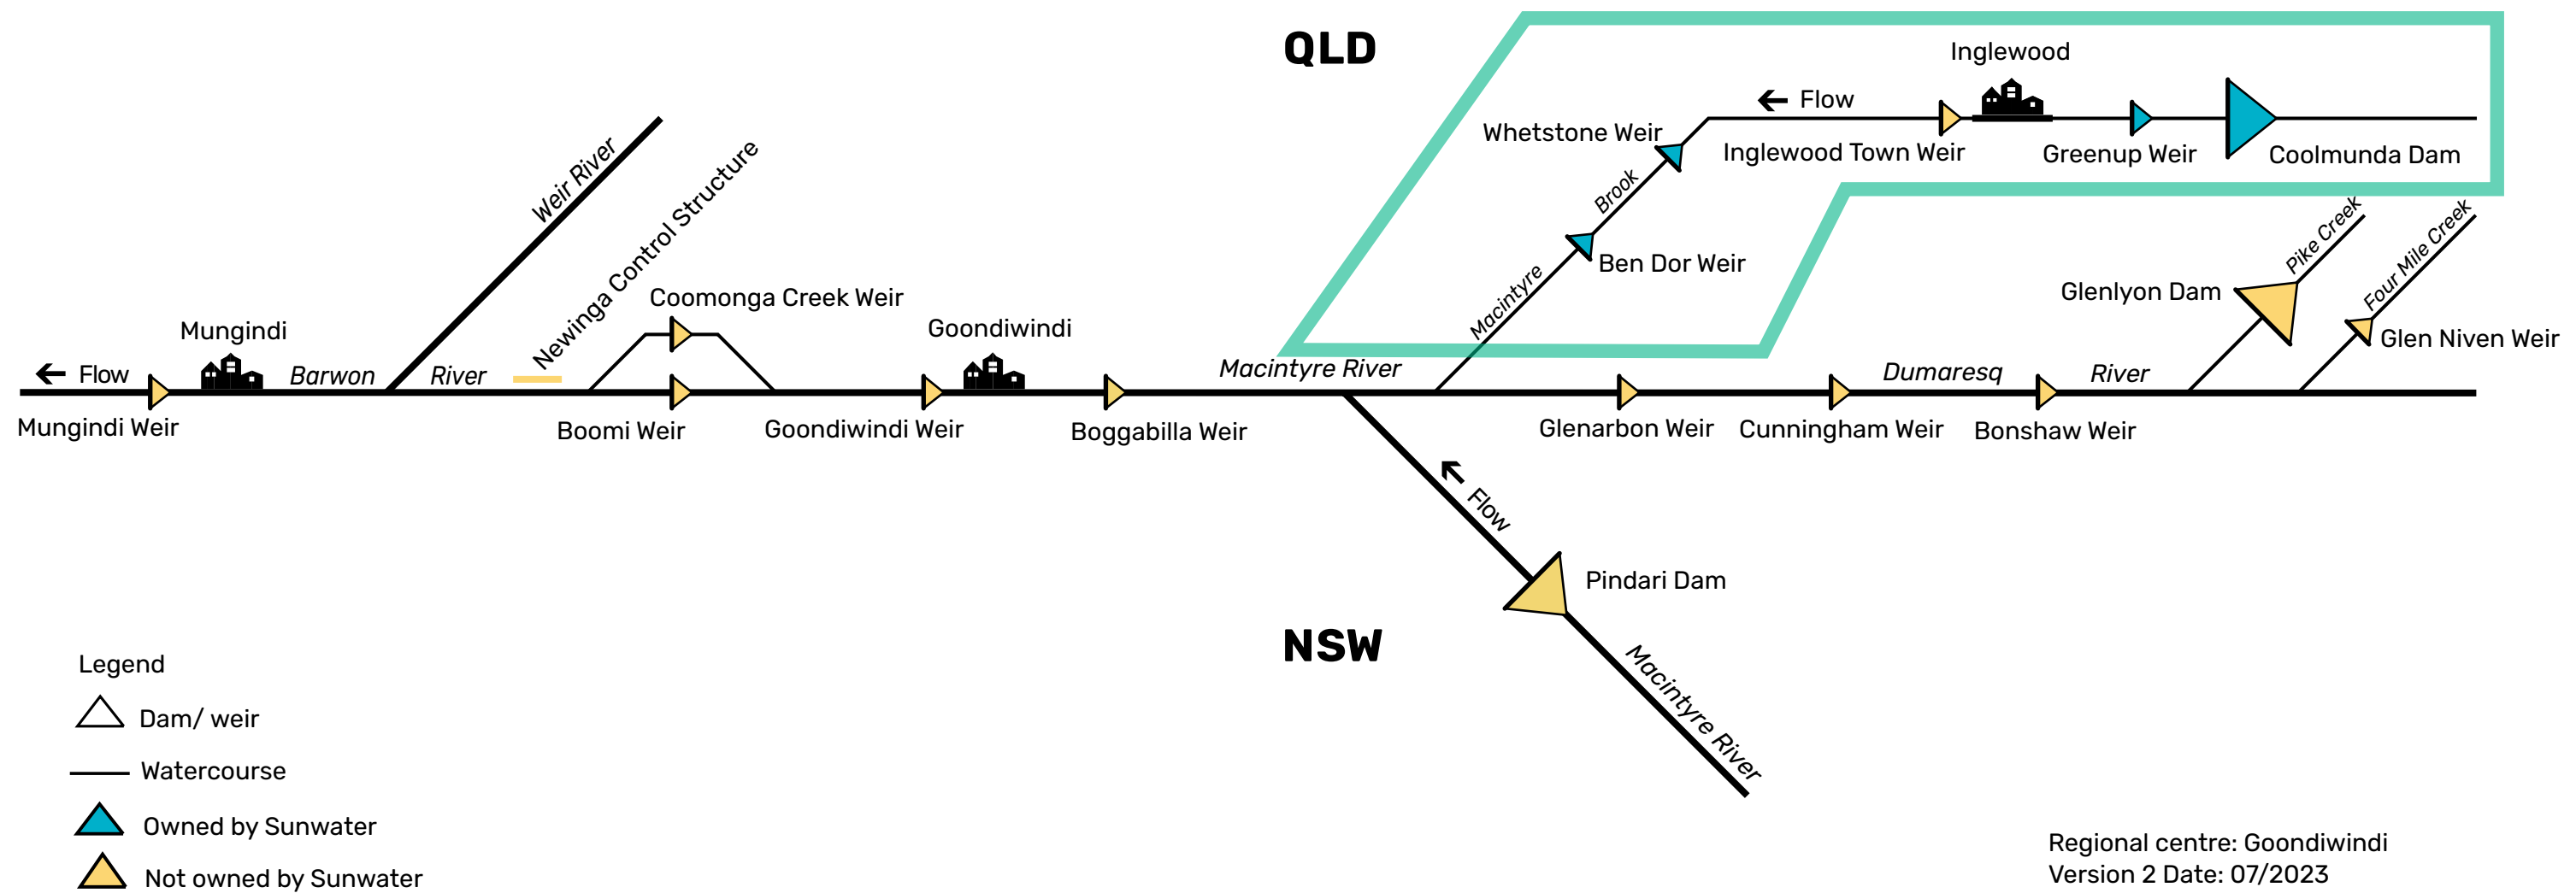 QLD
Inglewood
Flow
Whetstone Weir
Inglewood Town Weir
Greenup Weir
Coolmunda Dam
Brook
Ben Dor Weir
Macintyre
Weir River
Newinga Control Structure
Coomonga Creek Weir
Pike Creek
Four Mile Creek
Glenlyon Dam
Glen Niven Weir
Mungindi
Goondiwindi
Flow
Barwon
River
Macintyre River
Dumaresq
River
Mungindi Weir
Boomi Weir
Goondiwindi Weir
Boggabilla Weir
Glenarbon Weir
Cunningham Weir
Bonshaw Weir
Flow
Pindari Dam
NSW
Macintyre River
Legend
Dam/ weir
Watercourse
Owned by Sunwater
Not owned by Sunwater
Regional centre: Goondiwindi
Version 2 Date: 07/2023